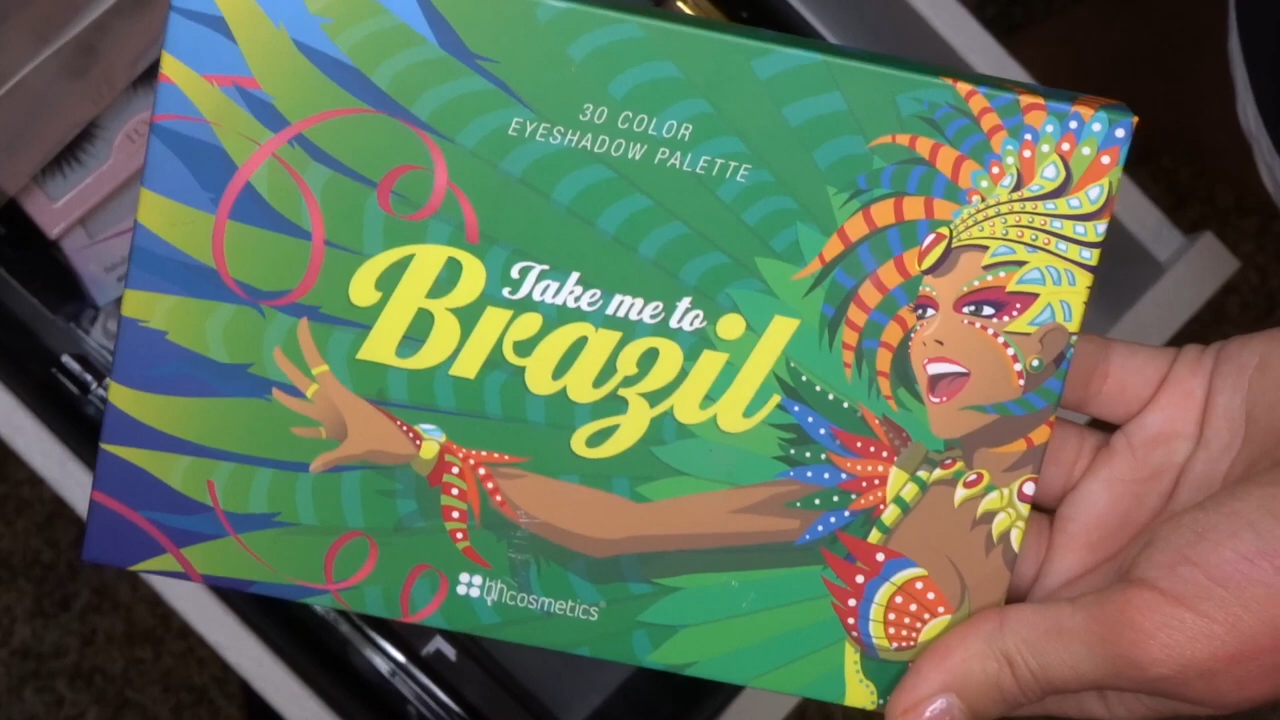 30 COLOR
EYESHADOW PALETTE
Take me to
Brazil
bhcosmetics®